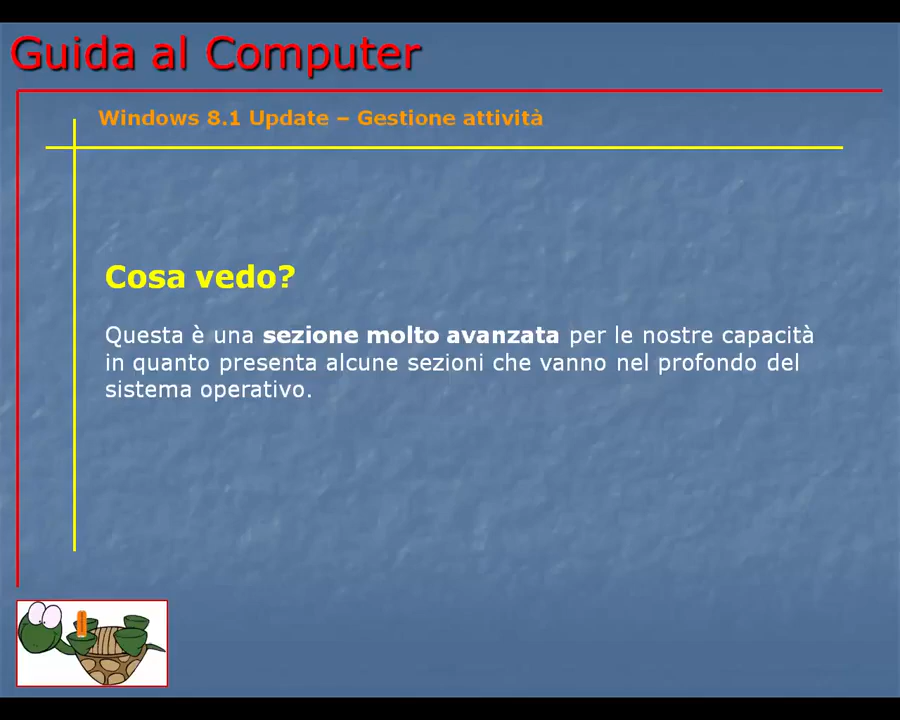 Guida al Computer
Windows 8.1 Update – Gestione attività
Cosa vedo?
Questa è una sezione molto avanzata per le nostre capacità
in quanto presenta alcune sezioni che vanno nel profondo del
sistema operativo.